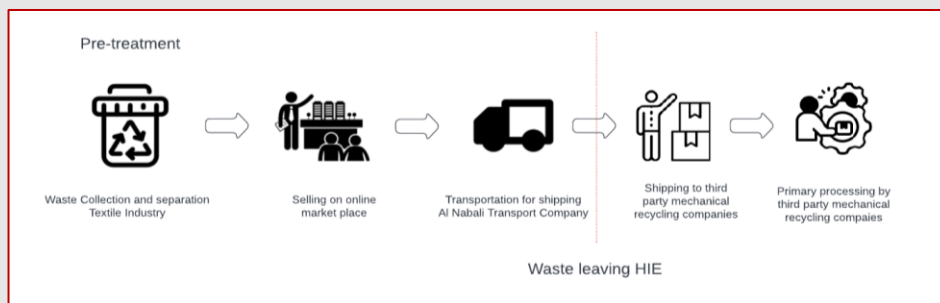 Pre-treatment
Waste Collection and separation
Textile Industry
Selling on online
market place
Transportation for shipping
Al Nabali Transport Company
Shipping to third
party mechanical
recycling companies
Primary processing by
third party mechanical
recycling compaies
Waste leaving HIE